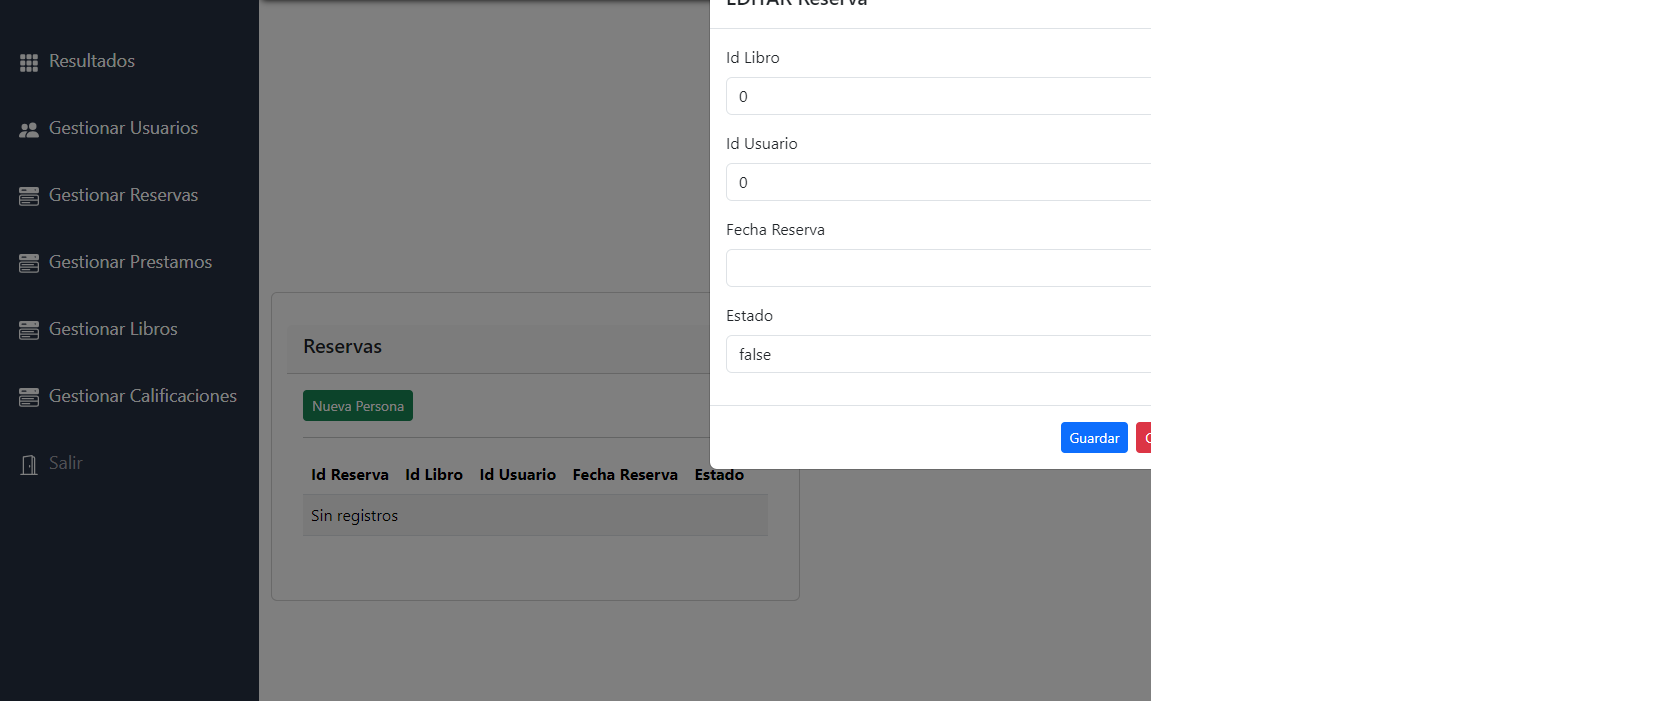 Resultados
Gestionar Usuarios
Gestionar Reservas
Gestionar Prestamos
Gestionar Libros
Gestionar Calificaciones
Salir
Reservas
Nueva Persona
Id Reserva Id Libro Id Usuario Fecha Reserva Estado
Sin registros
EDITAR Reserva
Id Libro
0
Id Usuario
0
Fecha Reserva
Estado
false
Guardar